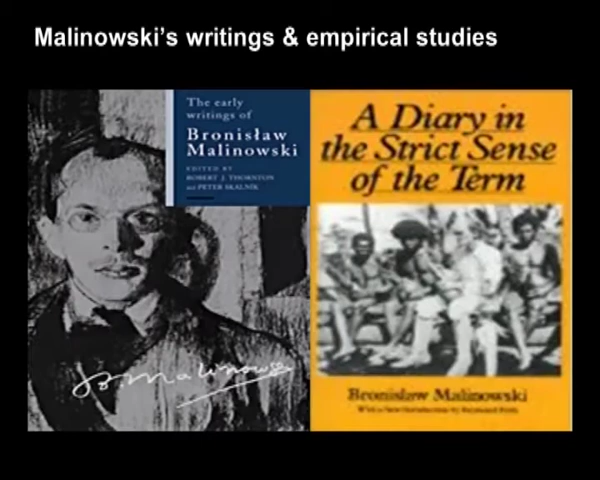 Malinowski's writings & empirical studies
The early
writings of
Bronisław
Malinowski
EDITED BY
ROBERT J. THORNTON
AND PETER SKALNÍK
B. Malinowski
A Diary in
the Strict Sense
of the Term
Bronislaw Malinowski
With a New Introduction by Raymond Firth